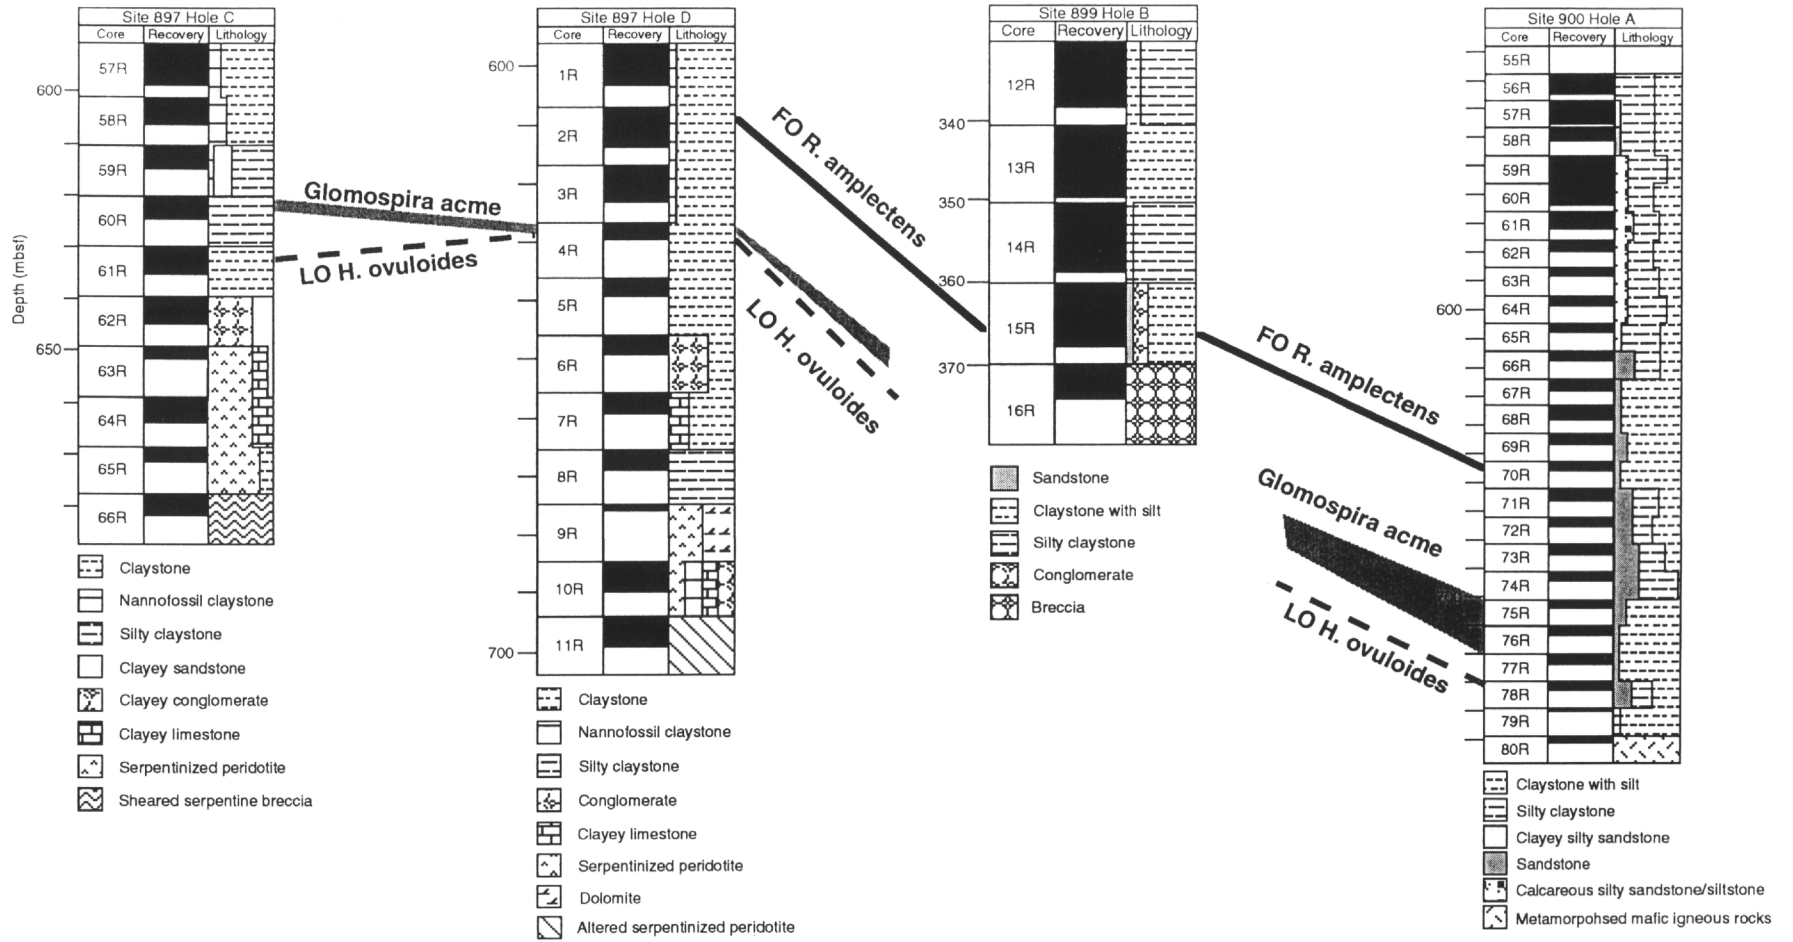 Site 897 Hole C
Core Recovery Lithology
57R
58R
59R
60R
61R
62R
63R
64R
65R
66R
600
650
Depth (mbsf)
Claystone
Nannofossil claystone
Silty claystone
Clayey sandstone
Clayey conglomerate
Clayey limestone
Serpentinized peridotite
Sheared serpentine breccia
Glomospira acme
LO H. ovuloides
Site 897 Hole D
Core Recovery Lithology
600
1R
2R
3R
4R
5R
6R
7R
8R
9R
10R
11R
700
Claystone
Nannofossil claystone
Silty claystone
Conglomerate
Clayey limestone
Serpentinized peridotite
Dolomite
Altered serpentinized peridotite
FO R. amplectens
LO H. ovuloides
Site 899 Hole B
Core Recovery Lithology
12R
340
13R
350
14R
360
15R
370
16R
Sandstone
Claystone with silt
Silty claystone
Conglomerate
Breccia
FO R. amplectens
Glomospira acme
LO H. ovuloides
Site 900 Hole A
Core Recovery Lithology
55R
56R
57R
58R
59R
60R
61R
62R
63R
600
64R
65R
66R
67R
68R
69R
70R
71R
72R
73R
74R
700
75R
76R
77R
78R
79R
80R
Claystone with silt
Silty claystone
Clayey silty sandstone
Sandstone
Calcareous silty sandstone/siltstone
Metamorpohsed mafic igneous rocks